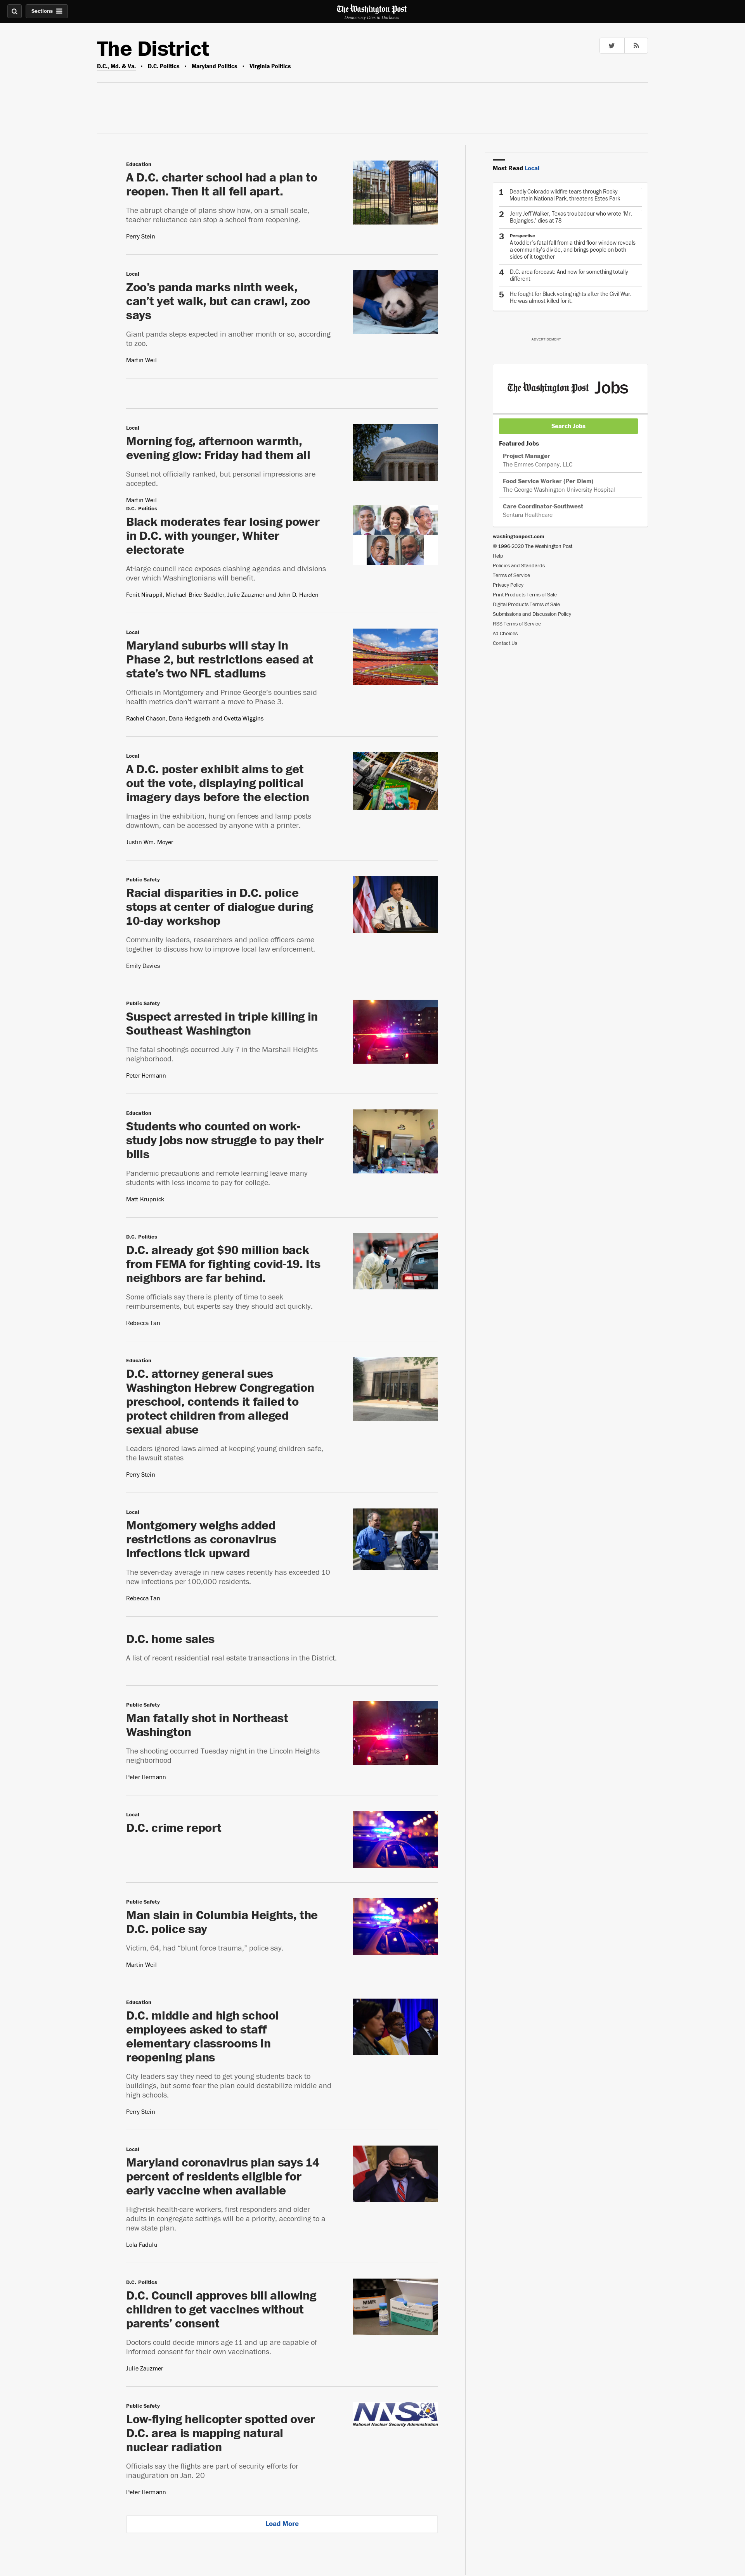 Sections
The Washington Post
Democracy Dies in Darkness
The District
D.C., Md. & Va. • D.C. Politics • Maryland Politics • Virginia Politics
Education
A D.C. charter school had a plan to
reopen. Then it all fell apart.
The abrupt change of plans show how, on a small scale,
teacher reluctance can stop a school from reopening.
Perry Stein
Local
Zoo’s panda marks ninth week,
can’t yet walk, but can crawl, zoo
says
Giant panda steps expected in another month or so, according
to zoo.
Martin Weil
Local
Morning fog, afternoon warmth,
evening glow: Friday had them all
Sunset not officially ranked, but personal impressions are
accepted.
Martin Weil
D.C. Politics
Black moderates fear losing power
in D.C. with younger, Whiter
electorate
At-large council race exposes clashing agendas and divisions
over which Washingtonians will benefit.
Fenit Nirappil, Michael Brice-Saddler, Julie Zauzmer and John D. Harden
Local
Maryland suburbs will stay in
Phase 2, but restrictions eased at
state’s two NFL stadiums
Officials in Montgomery and Prince George’s counties said
health metrics don’t warrant a move to Phase 3.
Rachel Chason, Dana Hedgpeth and Ovetta Wiggins
Local
A D.C. poster exhibit aims to get
out the vote, displaying political
imagery days before the election
Images in the exhibition, hung on fences and lamp posts
downtown, can be accessed by anyone with a printer.
Justin Wm. Moyer
Public Safety
Racial disparities in D.C. police
stops at center of dialogue during
10-day workshop
Community leaders, researchers and police officers came
together to discuss how to improve local law enforcement.
Emily Davies
Public Safety
Suspect arrested in triple killing in
Southeast Washington
The fatal shootings occurred July 7 in the Marshall Heights
neighborhood.
Peter Hermann
Education
Students who counted on work-
study jobs now struggle to pay their
bills
Pandemic precautions and remote learning leave many
students with less income to pay for college.
Matt Krupnick
D.C. Politics
D.C. already got $90 million back
from FEMA for fighting covid-19. Its
neighbors are far behind.
Some officials say there is plenty of time to seek
reimbursements, but experts say they should act quickly.
Rebecca Tan
Education
D.C. attorney general sues
Washington Hebrew Congregation
preschool, contends it failed to
protect children from alleged
sexual abuse
Leaders ignored laws aimed at keeping young children safe,
the lawsuit states
Perry Stein
Local
Montgomery weighs added
restrictions as coronavirus
infections tick upward
The seven-day average in new cases recently has exceeded 10
new infections per 100,000 residents.
Rebecca Tan
D.C. home sales
A list of recent residential real estate transactions in the District.
Public Safety
Man fatally shot in Northeast
Washington
The shooting occurred Tuesday night in the Lincoln Heights
neighborhood
Peter Hermann
Local
D.C. crime report
Public Safety
Man slain in Columbia Heights, the
D.C. police say
Victim, 64, had “blunt force trauma,” police say.
Martin Weil
Education
D.C. middle and high school
employees asked to staff
elementary classrooms in
reopening plans
City leaders say they need to get young students back to
buildings, but some fear the plan could destabilize middle and
high schools.
Perry Stein
Local
Maryland coronavirus plan says 14
percent of residents eligible for
early vaccine when available
High-risk health-care workers, first responders and older
adults in congregate settings will be a priority, according to a
new state plan.
Lola Fadulu
D.C. Politics
D.C. Council approves bill allowing
children to get vaccines without
parents’ consent
Doctors could decide minors age 11 and up are capable of
informed consent for their own vaccinations.
Julie Zauzmer
Public Safety
Low-flying helicopter spotted over
D.C. area is mapping natural
nuclear radiation
Officials say the flights are part of security efforts for
inauguration on Jan. 20
Peter Hermann
NNSA
National Nuclear Security Administration
Load More
Most Read Local
1 Deadly Colorado wildfire tears through Rocky
Mountain National Park, threatens Estes Park
2 Jerry Jeff Walker, Texas troubadour who wrote ‘Mr.
Bojangles,’ dies at 78
3 Perspective
A toddler’s fatal fall from a third-floor window reveals
a community’s divide, and brings people on both
sides of it together
4 D.C.-area forecast: And now for something totally
different
5 He fought for Black voting rights after the Civil War.
He was almost killed for it.
ADVERTISEMENT
The Washington Post Jobs
Search Jobs
Featured Jobs
Project Manager
The Emmes Company, LLC
Food Service Worker (Per Diem)
The George Washington University Hospital
Care Coordinator-Southwest
Sentara Healthcare
washingtonpost.com
© 1996-2020 The Washington Post
Help
Policies and Standards
Terms of Service
Privacy Policy
Print Products Terms of Sale
Digital Products Terms of Sale
Submissions and Discussion Policy
RSS Terms of Service
Ad Choices
Contact Us